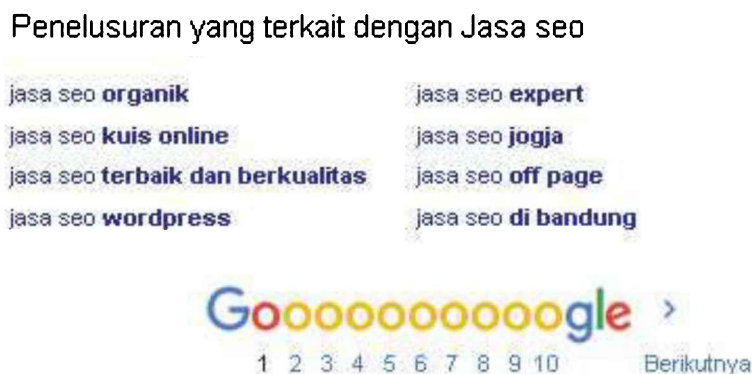 Penelusuran yang terkait dengan Jasa seo
jasa seo organik
jasa seo expert
jasa seo kuis online
jasa seo jogja
jasa seo terbaik dan berkualitas
jasa seo off page
jasa seo wordpress
jasa seo di bandung
Goooooooooogle >
1 2 3 4 5 6 7 8 9 10 Berikutnya